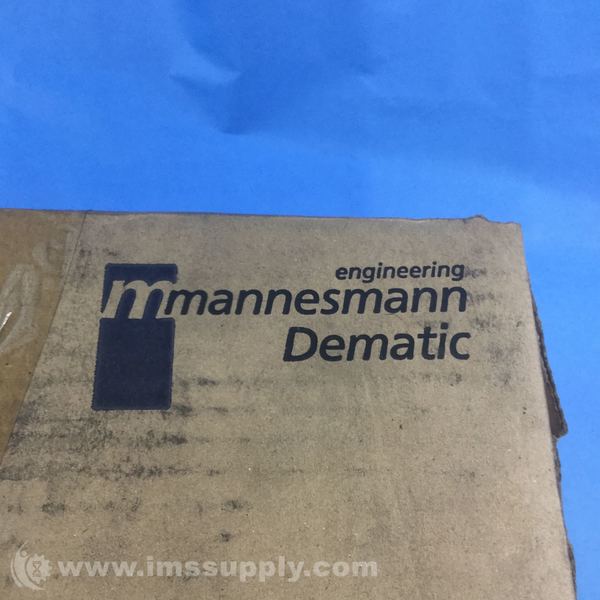 engineering
m mannesmann
Dematic
www.imssupply.com